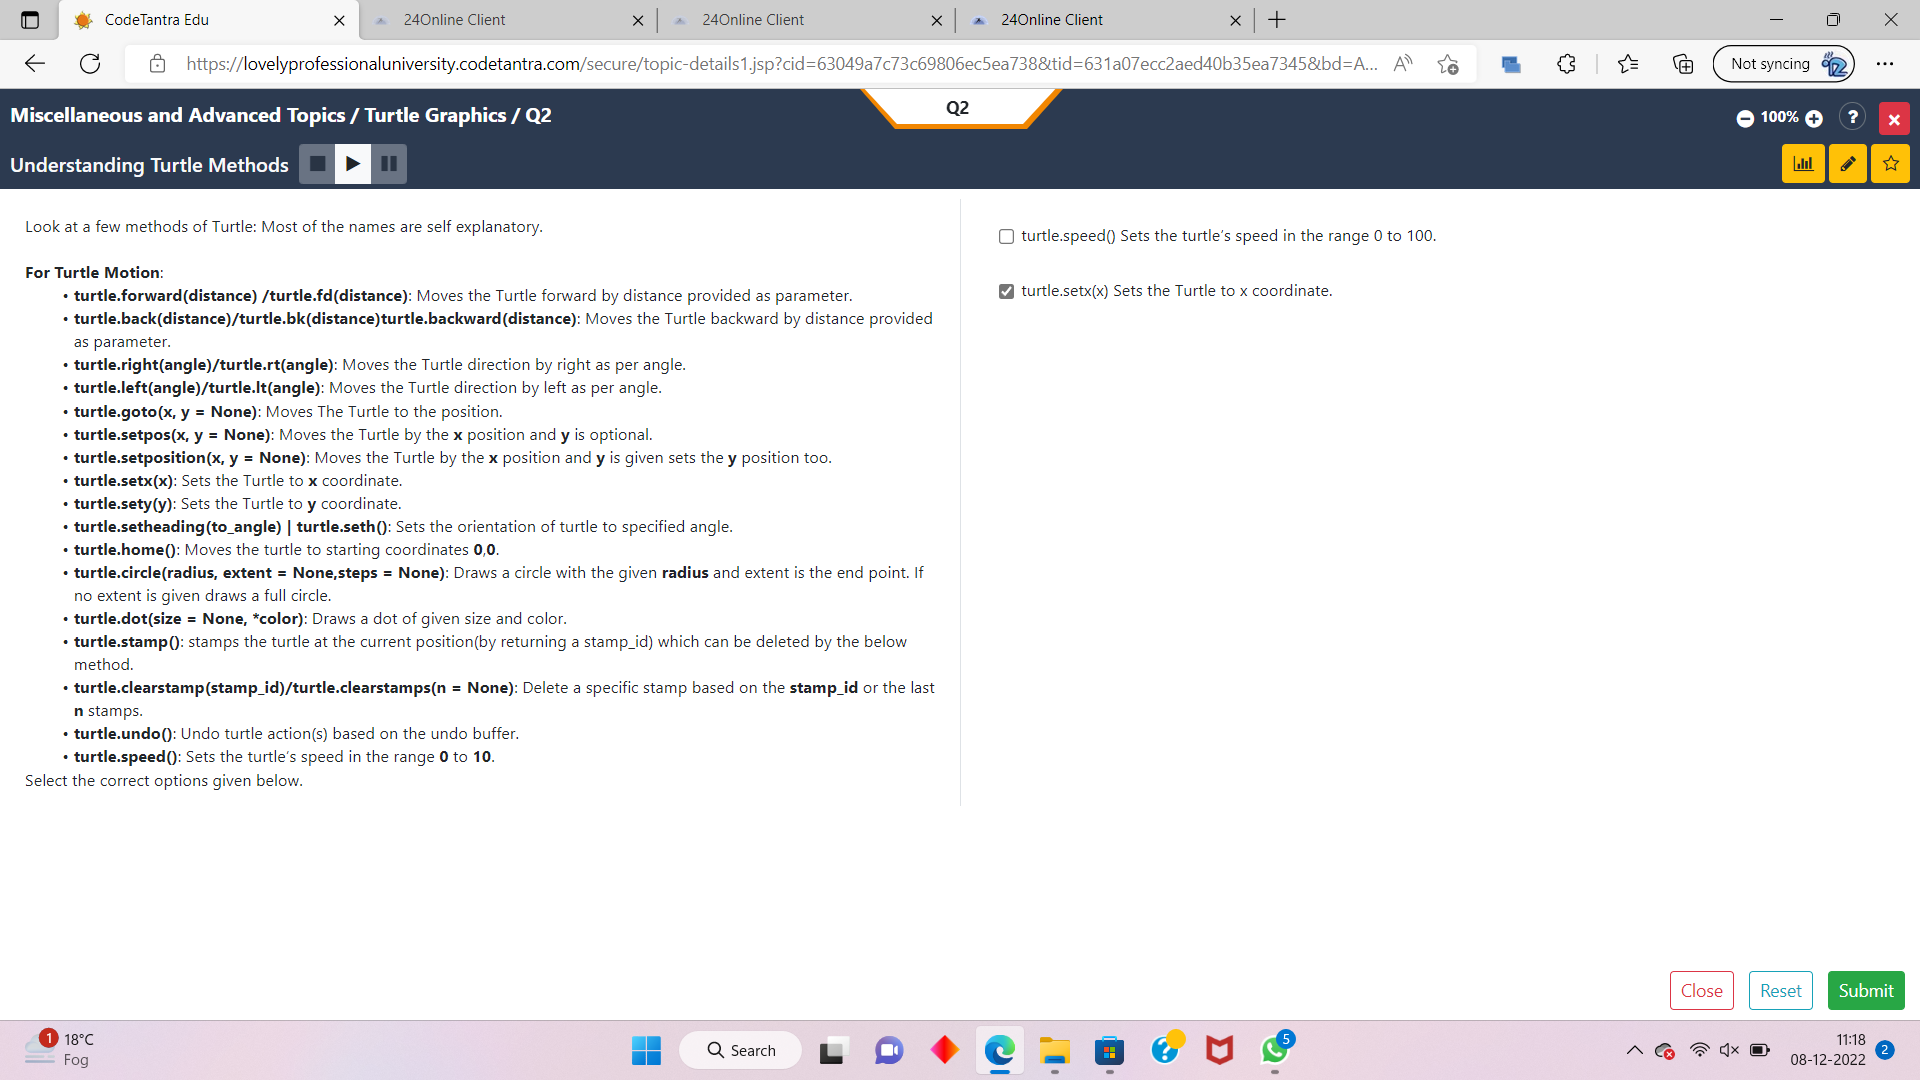 CodeTantra Edu
24Online Client
24Online Client
24Online Client
https://lovelyprofessionaluniversity.codetantra.com/secure/topic-details1.jsp?cid=63049a7c73c69806ec5ea738&tid=631a07ecc2aed40b35ea7345&bd=A...
Not syncing
Miscellaneous and Advanced Topics / Turtle Graphics / Q2
Q2
100%
?
Understanding Turtle Methods
Look at a few methods of Turtle: Most of the names are self explanatory.
For Turtle Motion:
• turtle.forward(distance) /turtle.fd(distance): Moves the Turtle forward by distance provided as parameter.
• turtle.back(distance)/turtle.bk(distance)turtle.backward(distance): Moves the Turtle backward by distance provided
as parameter.
• turtle.right(angle)/turtle.rt(angle): Moves the Turtle direction by right as per angle.
• turtle.left(angle)/turtle.lt(angle): Moves the Turtle direction by left as per angle.
• turtle.goto(x, y = None): Moves The Turtle to the position.
• turtle.setpos(x, y = None): Moves the Turtle by the x position and y is optional.
• turtle.setposition(x, y = None): Moves the Turtle by the x position and y is given sets the y position too.
• turtle.setx(x): Sets the Turtle to x coordinate.
• turtle.sety(y): Sets the Turtle to y coordinate.
• turtle.setheading(to_angle) | turtle.seth(): Sets the orientation of turtle to specified angle.
• turtle.home(): Moves the turtle to starting coordinates 0,0.
• turtle.circle(radius, extent = None,steps = None): Draws a circle with the given radius and extent is the end point. If
no extent is given draws a full circle.
• turtle.dot(size = None, *color): Draws a dot of given size and color.
• turtle.stamp(): stamps the turtle at the current position(by returning a stamp_id) which can be deleted by the below
method.
• turtle.clearstamp(stamp_id)/turtle.clearstamps(n = None): Delete a specific stamp based on the stamp_id or the last
n stamps.
• turtle.undo(): Undo turtle action(s) based on the undo buffer.
• turtle.speed(): Sets the turtle's speed in the range 0 to 10.
Select the correct options given below.
turtle.speed() Sets the turtle's speed in the range 0 to 100.
turtle.setx(x) Sets the Turtle to x coordinate.
Close
Reset
Submit
1
18°C
Fog
Search
5
11:18
08-12-2022
2